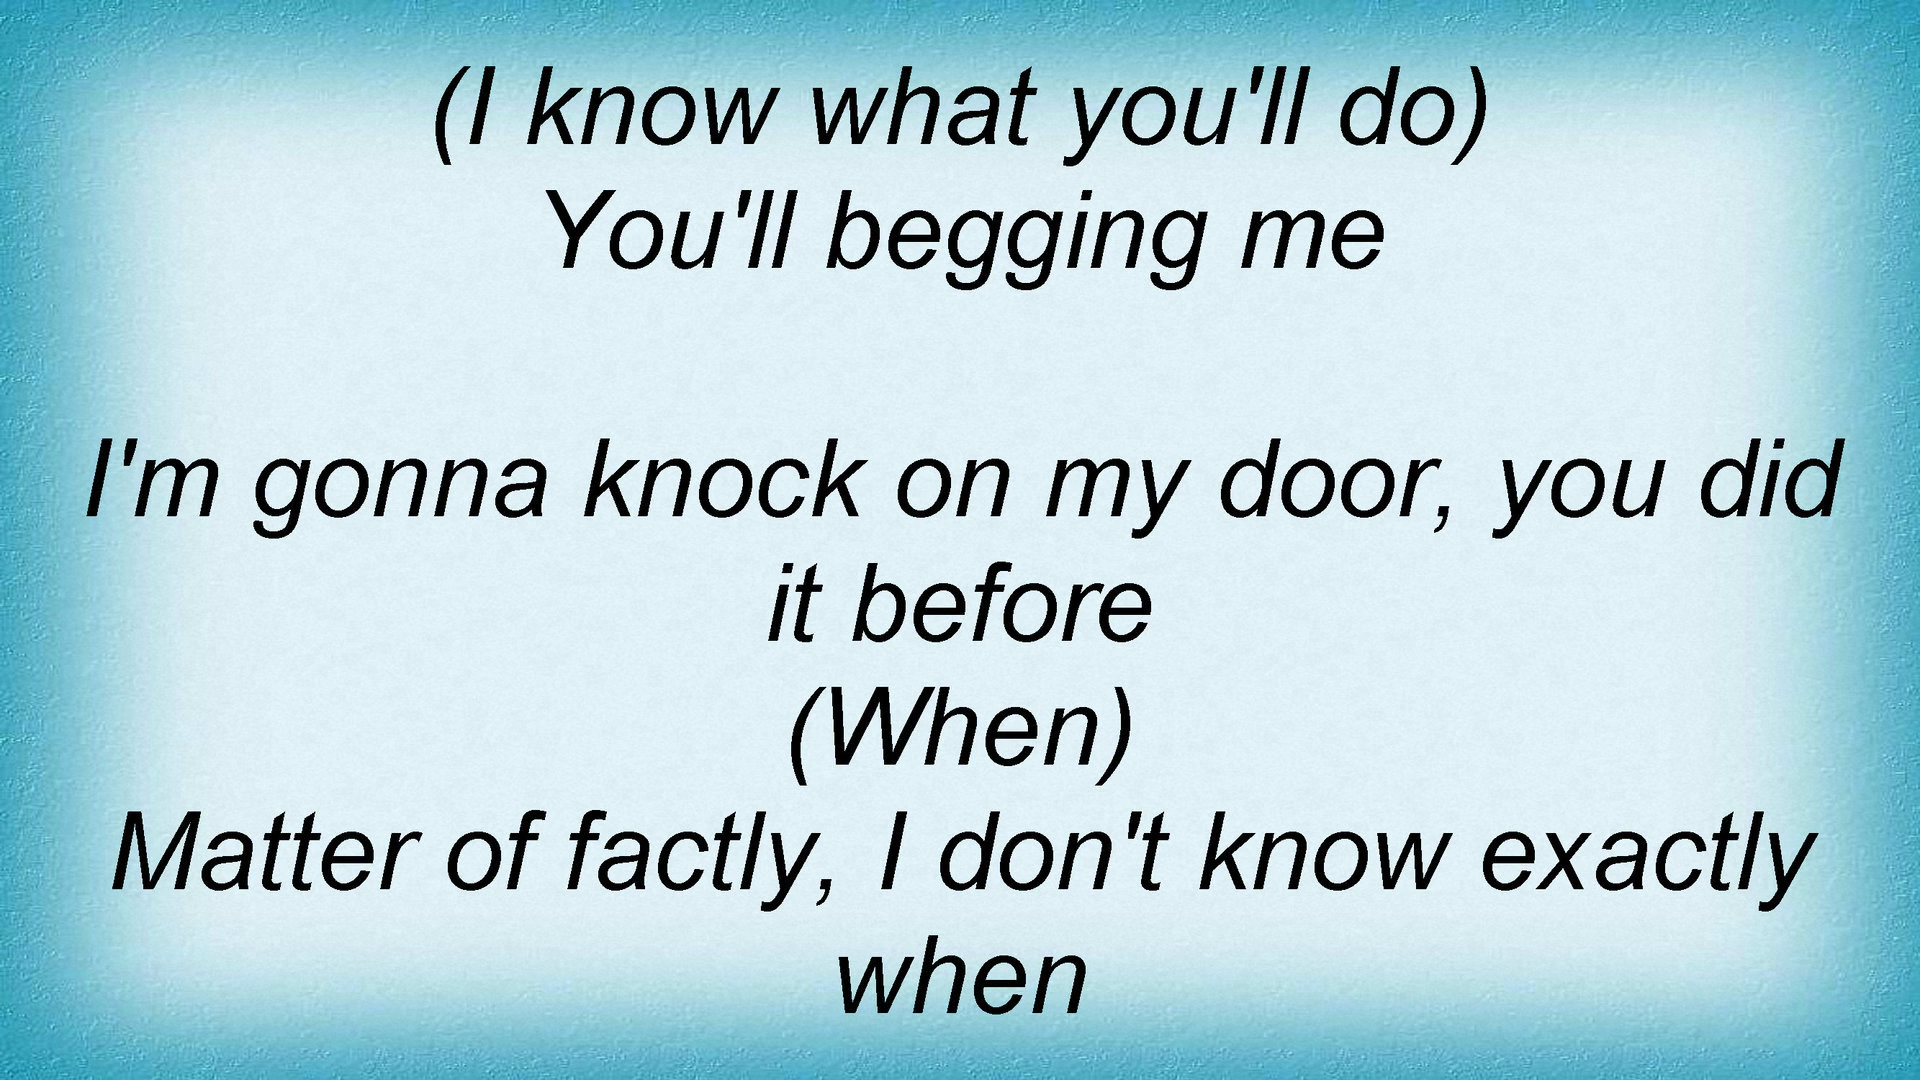 (I know what you'll do)
You'll begging me
I'm gonna knock on my door, you did
it before
(When)
Matter of factly, I don't know exactly
when